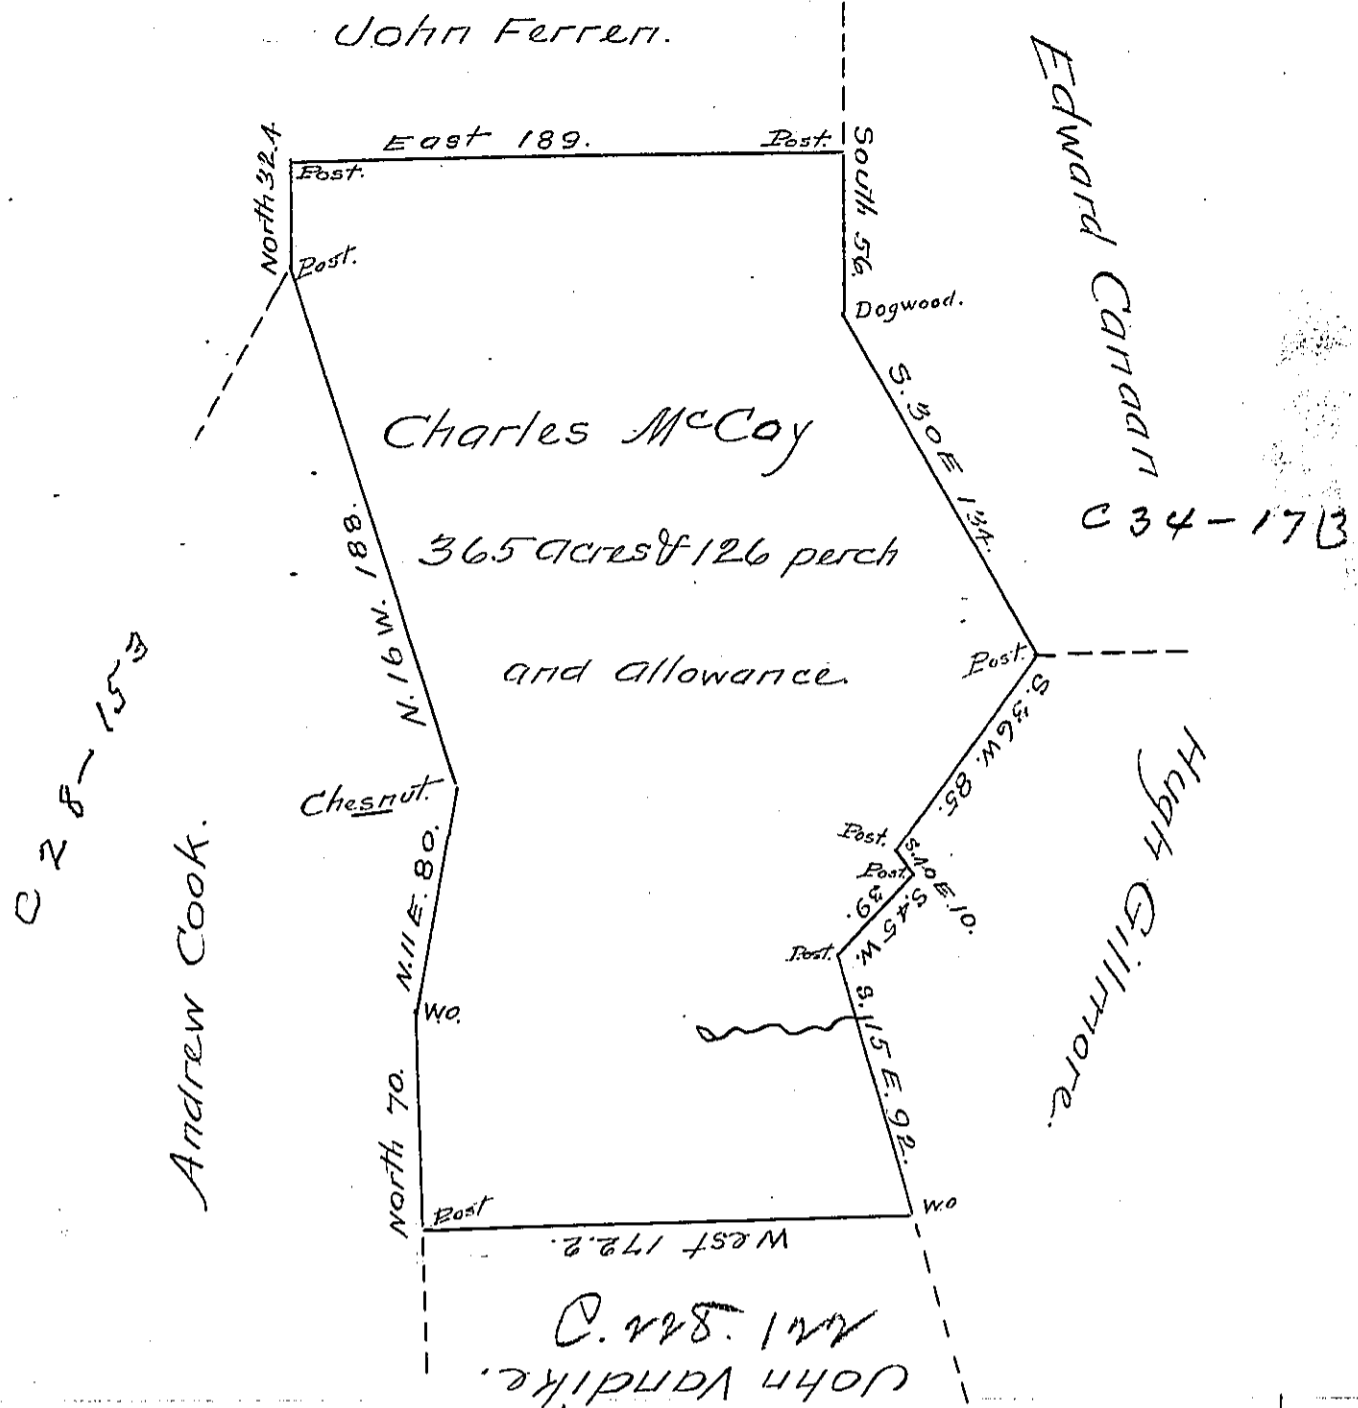 John Ferren.
East 189.
Post.
Post.
North 32.4
Post.
South 56.
Dogwood.
Edward Canaan
C 34-17B
S. 30 E 134.
Charles McCoy
365 acres & 126 perch
and allowance.
N. 16 W. 188.
Post.
S. 36 W. 85.
Hugh Gillmore.
Chesnut.
C 28-153
Andrew Cook.
Post.
S. 40 E. 10.
Post.
S. 45 W.
39.
Post.
N. 11 E. 80.
W.O.
S. 15 E. 92.
North 70.
Post
W.O
West 172.2.
John Vandike.